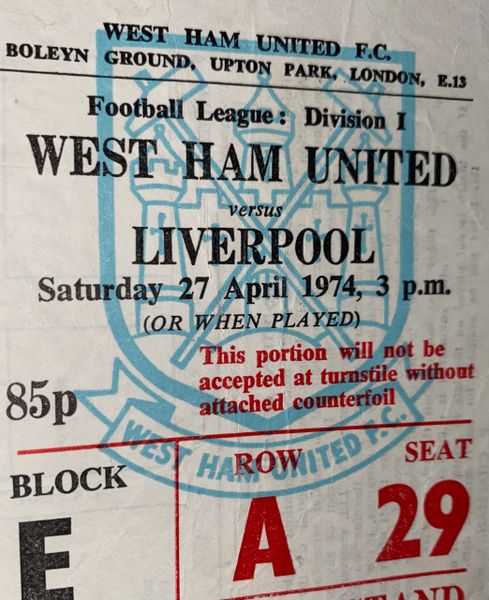 WEST HAM UNITED F.C.
BOLEYN GROUND, UPTON PARK, LONDON, E.13
Football League: Division I
WEST HAM UNITED
versus
LIVERPOOL
Saturday 27 April 1974, 3 p.m.
(OR WHEN PLAYED)
This portion will not be
accepted at turnstile without
attached counterfoil
85p
WEST HAM UNITED F.C.
BLOCK ROW SEAT
E A 29
STAND